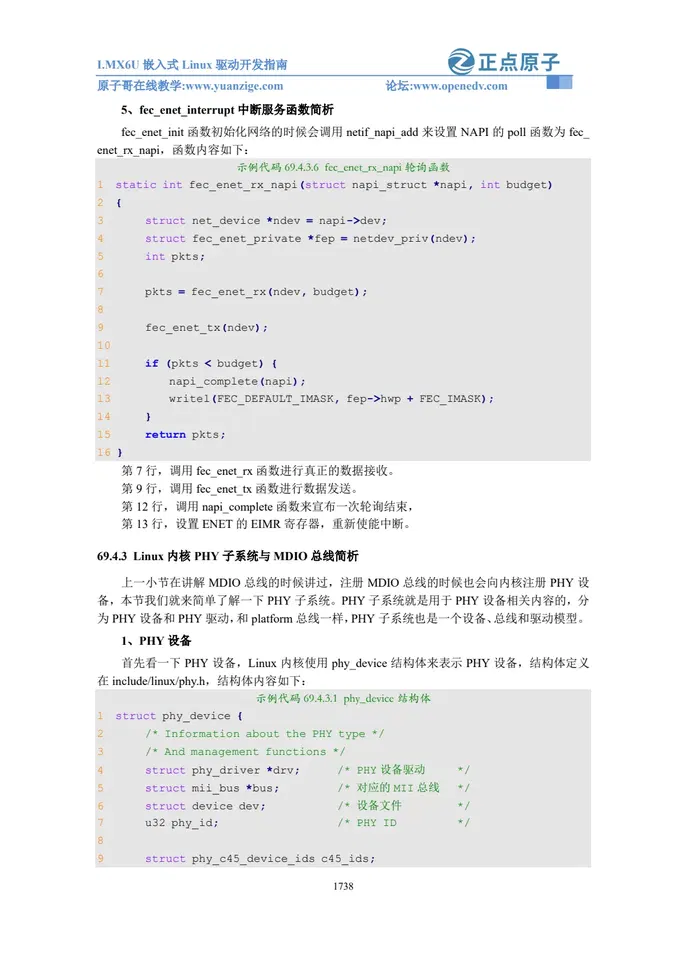 I.MX6U 嵌入式 Linux 驱动开发指南
正点原子
原子哥在线教学:www.yuanzige.com 论坛:www.openedv.com
5、fec_enet_interrupt 中断服务函数简析
fec_enet_init 函数初始化网络的时候会调用 netif_napi_add 来设置 NAPI 的 poll 函数为 fec_
enet_rx_napi，函数内容如下：
示例代码 69.4.3.6 fec_enet_rx_napi 轮询函数
1 static int fec_enet_rx_napi(struct napi_struct *napi, int budget)
2 {
3 struct net_device *ndev = napi->dev;
4 struct fec_enet_private *fep = netdev_priv(ndev);
5 int pkts;
6
7 pkts = fec_enet_rx(ndev, budget);
8
9 fec_enet_tx(ndev);
10
11 if (pkts < budget) {
12 napi_complete(napi);
13 writel(FEC_DEFAULT_IMASK, fep->hwp + FEC_IMASK);
14 }
15 return pkts;
16 }
第 7 行，调用 fec_enet_rx 函数进行真正的数据接收。
第 9 行，调用 fec_enet_tx 函数进行数据发送。
第 12 行，调用 napi_complete 函数来宣布一次轮询结束，
第 13 行，设置 ENET 的 EIMR 寄存器，重新使能中断。
69.4.3 Linux 内核 PHY 子系统与 MDIO 总线简析
上一小节在讲解 MDIO 总线的时候讲过，注册 MDIO 总线的时候也会向内核注册 PHY 设
备，本节我们就来简单了解一下 PHY 子系统。PHY 子系统就是用于 PHY 设备相关内容的，分
为 PHY 设备和 PHY 驱动，和 platform 总线一样，PHY 子系统也是一个设备、总线和驱动模型。
1、PHY 设备
首先看一下 PHY 设备，Linux 内核使用 phy_device 结构体来表示 PHY 设备，结构体定义
在 include/linux/phy.h，结构体内容如下：
示例代码 69.4.3.1 phy_device 结构体
1 struct phy_device {
2 /* Information about the PHY type */
3 /* And management functions */
4 struct phy_driver *drv; /* PHY 设备驱动 */
5 struct mii_bus *bus; /* 对应的 MII 总线 */
6 struct device dev; /* 设备文件 */
7 u32 phy_id; /* PHY ID */
8
9 struct phy_c45_device_ids c45_ids;
1738